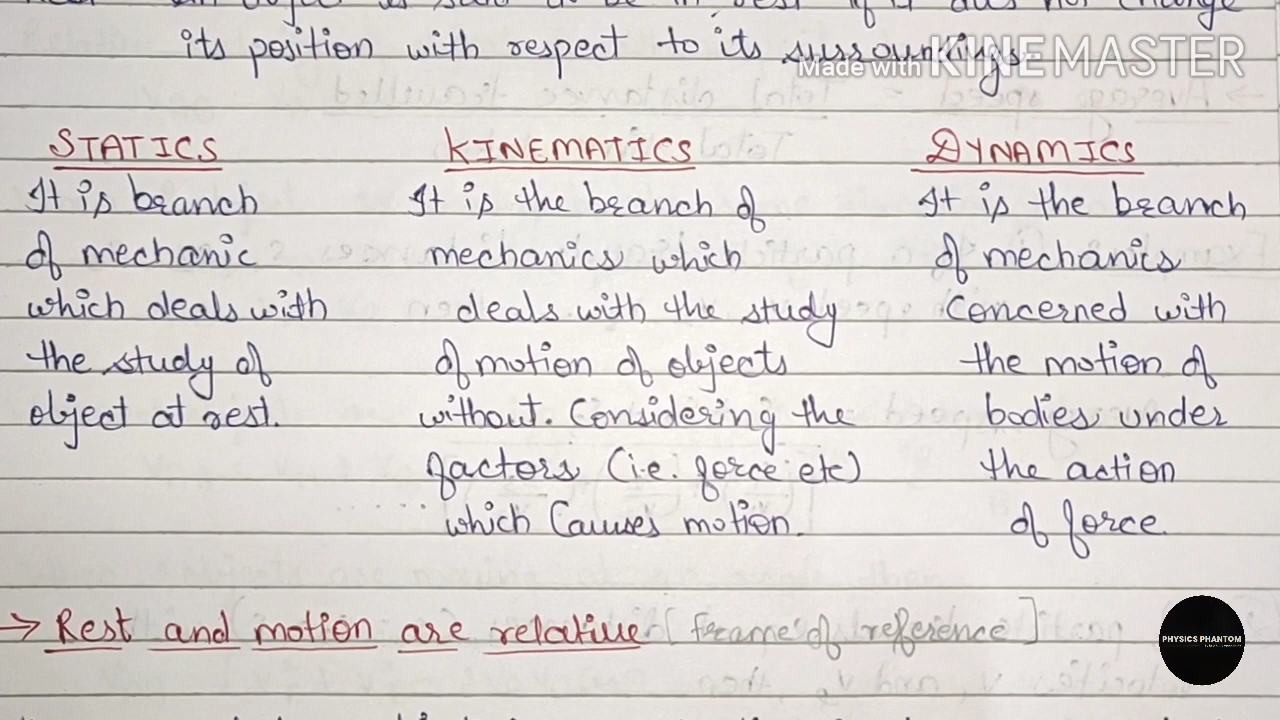 its position with respect to its surroundings
Made with KINEMASTER
STATICS
It is branch
of mechanic
which deals with
the study of
object at rest.
KINEMATICS
It is the branch of
mechanics which
deals with the study
of motion of objects
without. Considering the
factors (i.e. force etc)
which Causes motion.
DYNAMICS
It is the branch
of mechanics
Concerned with
the motion of
bodies under
the action
of force.
→ Rest and motion are relative [frame of reference]
PHYSICS PHANTOM